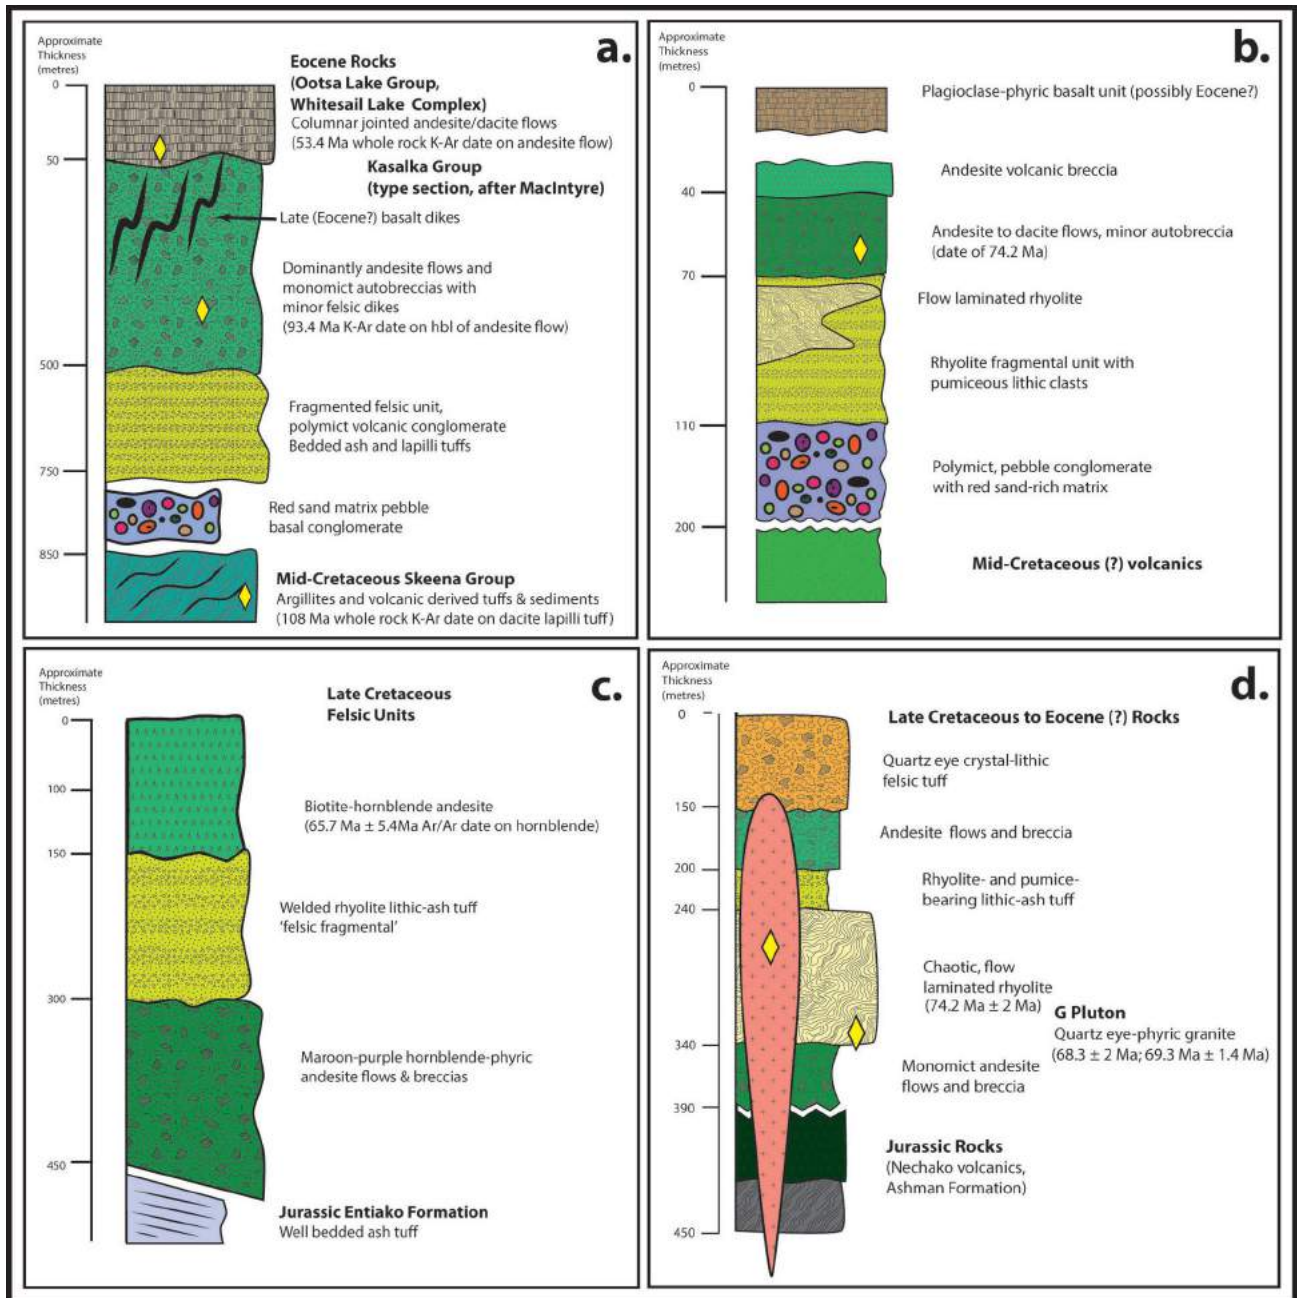 a.
Approximate
Thickness
(metres)
0
50
500
750
850
Eocene Rocks
(Ootsa Lake Group,
Whitesail Lake Complex)
Columnar jointed andesite/dacite flows
(53.4 Ma whole rock K-Ar date on andesite flow)
Kasalka Group
(type section, after MacIntyre)
Late (Eocene?) basalt dikes
Dominantly andesite flows and
monomict autobreccias with
minor felsic dikes
(93.4 Ma K-Ar date on hbl of andesite flow)
Fragmented felsic unit,
polymict volcanic conglomerate
Bedded ash and lapilli tuffs
Red sand matrix pebble
basal conglomerate
Mid-Cretaceous Skeena Group
Argillites and volcanic derived tuffs & sediments
(108 Ma whole rock K-Ar date on dacite lapilli tuff)
b.
Approximate
Thickness
(metres)
0
40
70
110
200
Plagioclase-phyric basalt unit (possibly Eocene?)
Andesite volcanic breccia
Andesite to dacite flows, minor autobreccia
(date of 74.2 Ma)
Flow laminated rhyolite
Rhyolite fragmental unit with
pumiceous lithic clasts
Polymict, pebble conglomerate
with red sand-rich matrix
Mid-Cretaceous (?) volcanics
c.
Approximate
Thickness
(metres)
0
100
150
300
450
Late Cretaceous
Felsic Units
Biotite-hornblende andesite
(65.7 Ma ± 5.4Ma Ar/Ar date on hornblende)
Welded rhyolite lithic-ash tuff
'felsic fragmental'
Maroon-purple hornblende-phyric
andesite flows & breccias
Jurassic Entiako Formation
Well bedded ash tuff
d.
Approximate
Thickness
(metres)
0
150
200
240
340
390
450
Late Cretaceous to Eocene (?) Rocks
Quartz eye crystal-lithic
felsic tuff
Andesite flows and breccia
Rhyolite- and pumice-
bearing lithic-ash tuff
Chaotic, flow
laminated rhyolite
(74.2 Ma ± 2 Ma)
G Pluton
Quartz eye-phyric granite
(68.3 ± 2 Ma; 69.3 Ma ± 1.4 Ma)
Monomict andesite
flows and breccia
Jurassic Rocks
(Nechako volcanics,
Ashman Formation)